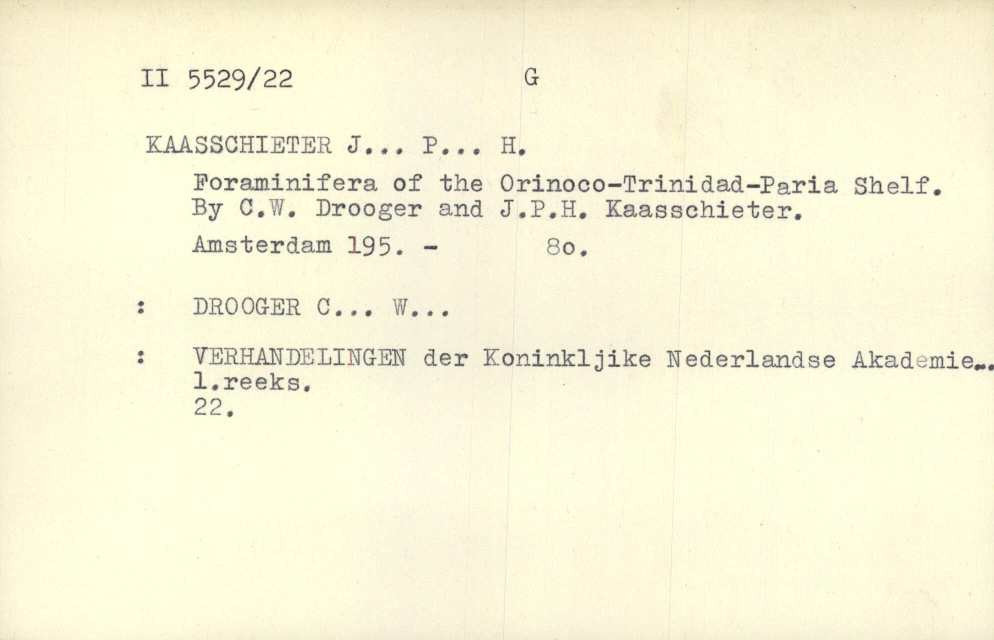 II 5529/22 G
KAASSCHIETER J... P... H.
Foraminifera of the Orinoco-Trinidad-Paria Shelf.
By C.W. Drooger and J.P.H. Kaasschieter.
Amsterdam 195. - 8o.
: DROOGER C... W...
: VERHANDELINGEN der Koninkljike Nederlandse Akademie...
1.reeks.
22.